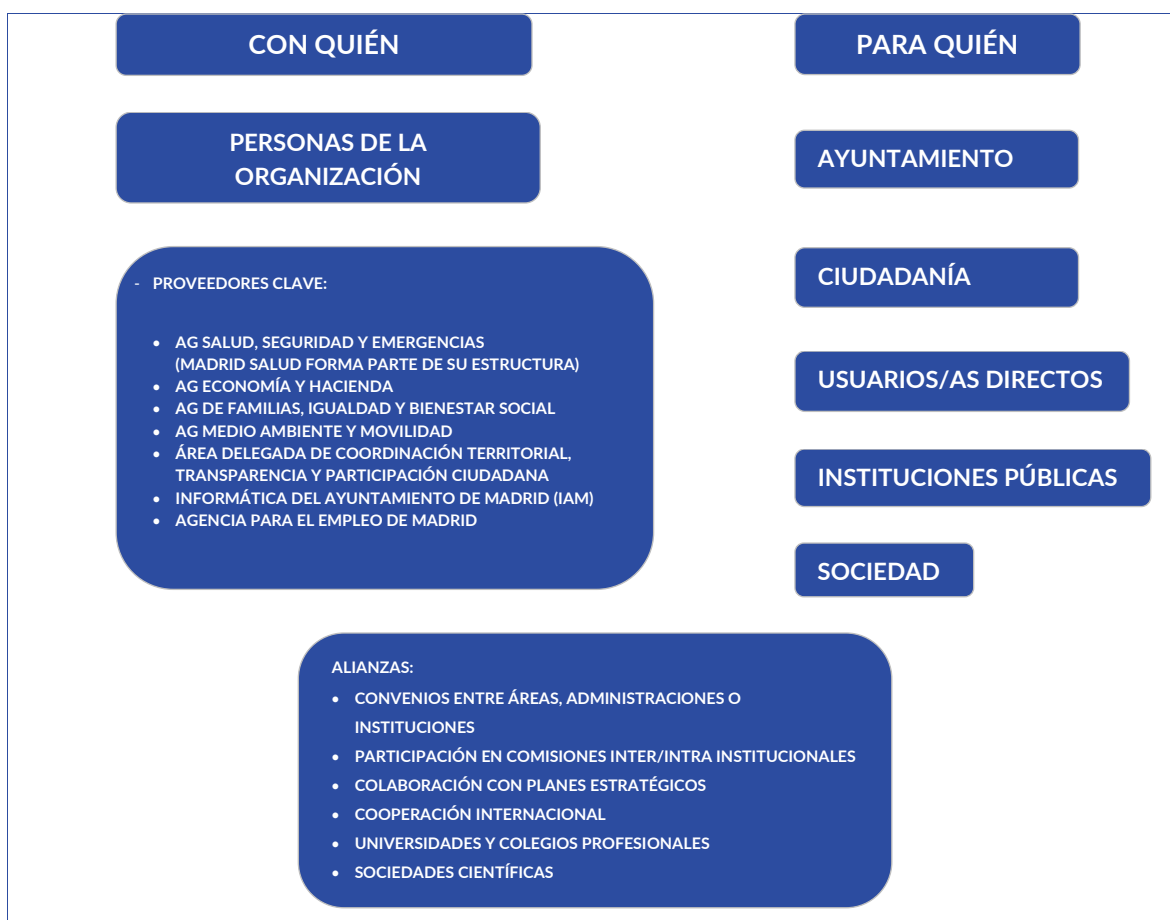 CON QUIÉN
PERSONAS DE LA
ORGANIZACIÓN
- PROVEEDORES CLAVE:
• AG SALUD, SEGURIDAD Y EMERGENCIAS
(MADRID SALUD FORMA PARTE DE SU ESTRUCTURA)
• AG ECONOMÍA Y HACIENDA
• AG DE FAMILIAS, IGUALDAD Y BIENESTAR SOCIAL
• AG MEDIO AMBIENTE Y MOVILIDAD
• ÁREA DELEGADA DE COORDINACIÓN TERRITORIAL,
TRANSPARENCIA Y PARTICIPACIÓN CIUDADANA
• INFORMÁTICA DEL AYUNTAMIENTO DE MADRID (IAM)
• AGENCIA PARA EL EMPLEO DE MADRID
PARA QUIÉN
AYUNTAMIENTO
CIUDADANÍA
USUARIOS/AS DIRECTOS
INSTITUCIONES PÚBLICAS
SOCIEDAD
ALIANZAS:
• CONVENIOS ENTRE ÁREAS, ADMINISTRACIONES O
INSTITUCIONES
• PARTICIPACIÓN EN COMISIONES INTER/INTRA INSTITUCIONALES
• COLABORACIÓN CON PLANES ESTRATÉGICOS
• COOPERACIÓN INTERNACIONAL
• UNIVERSIDADES Y COLEGIOS PROFESIONALES
• SOCIEDADES CIENTÍFICAS